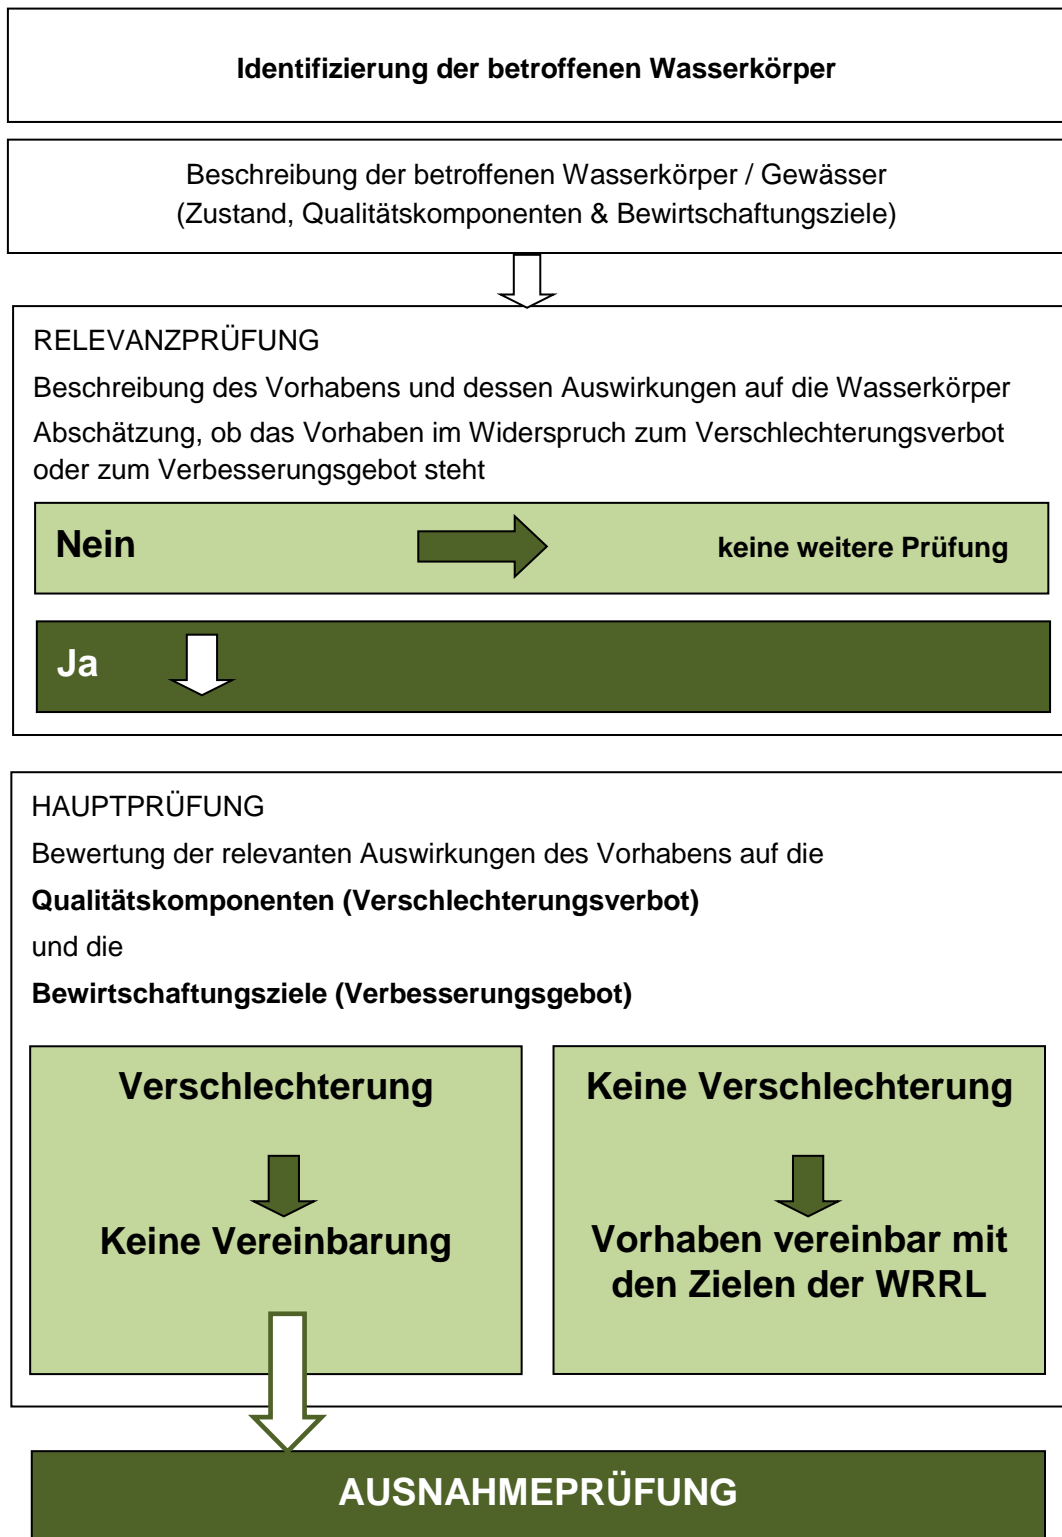 Identifizierung der betroffenen Wasserkörper
Beschreibung der betroffenen Wasserkörper / Gewässer
(Zustand, Qualitätskomponenten & Bewirtschaftungsziele)
RELEVANZPRÜFUNG
Beschreibung des Vorhabens und dessen Auswirkungen auf die Wasserkörper
Abschätzung, ob das Vorhaben im Widerspruch zum Verschlechterungsverbot
oder zum Verbesserungsgebot steht
Nein
keine weitere Prüfung
Ja
HAUPTPRÜFUNG
Bewertung der relevanten Auswirkungen des Vorhabens auf die
Qualitätskomponenten (Verschlechterungsverbot)
und die
Bewirtschaftungsziele (Verbesserungsgebot)
Verschlechterung
Keine Vereinbarung
Keine Verschlechterung
Vorhaben vereinbar mit
den Zielen der WRRL
AUSNAHMEPRÜFUNG